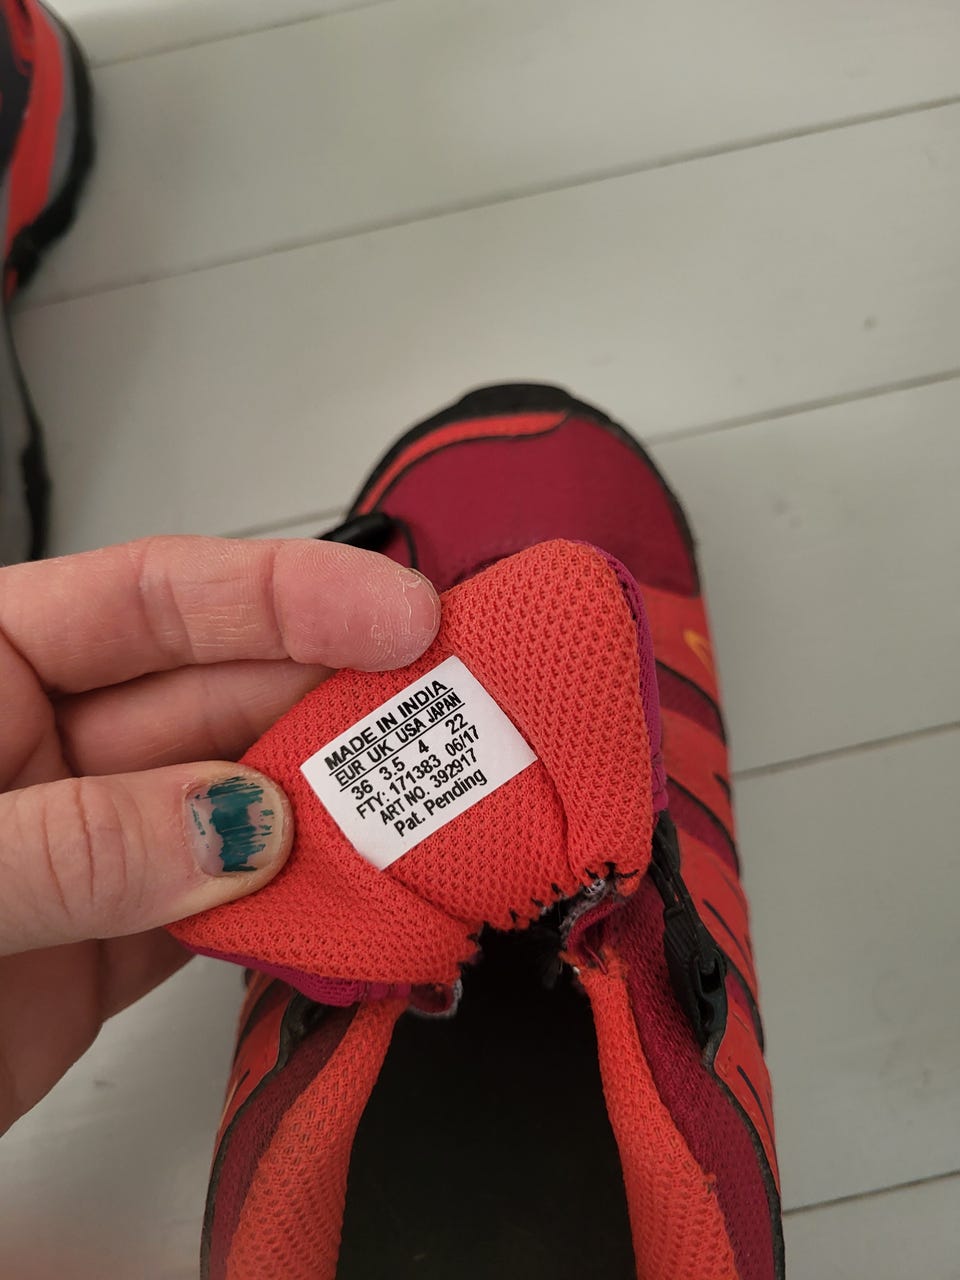 MADE IN INDIA
EUR UK USA JAPAN
36 3.5 4 22
FTY: 171383 06/17
ART NO. 392917
Pat. Pending